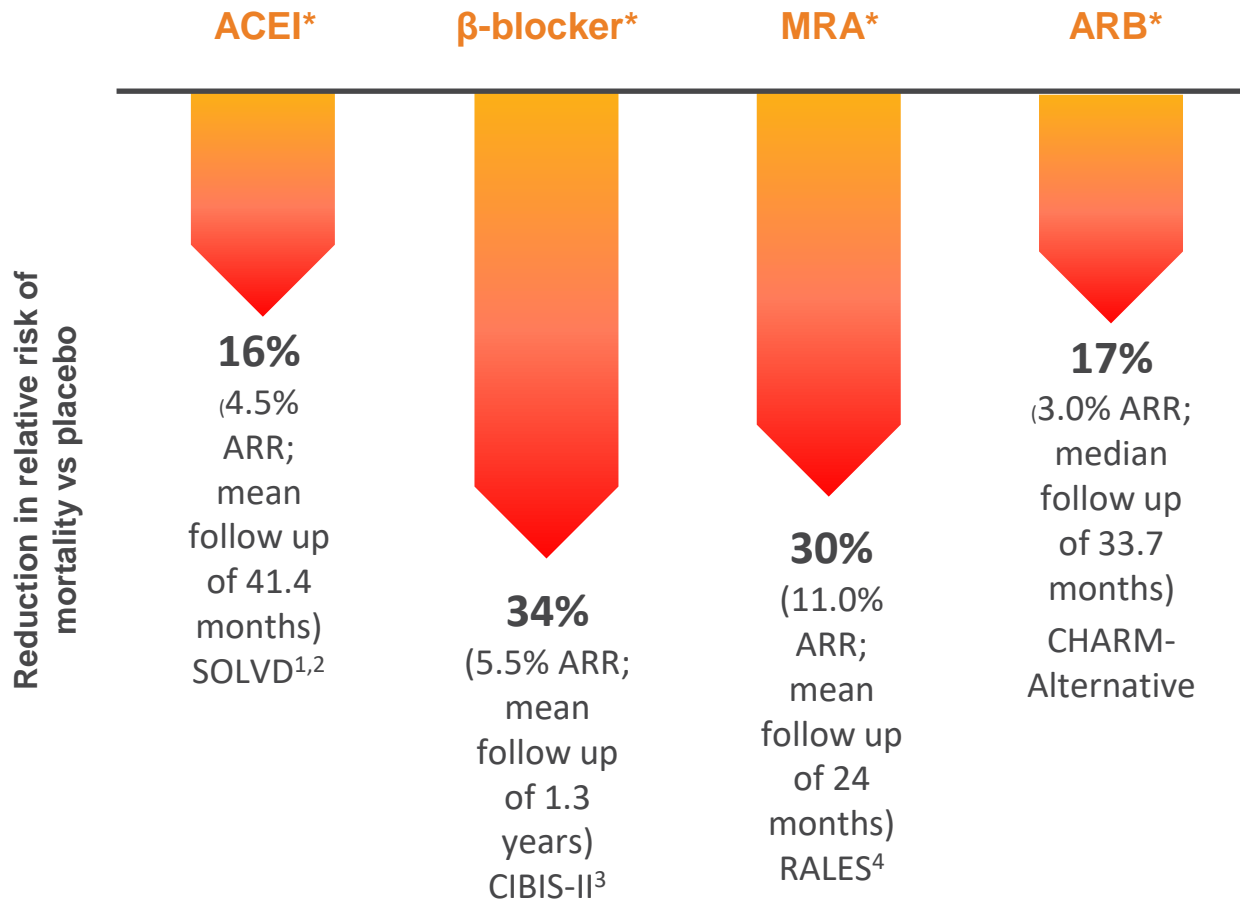 ACEI*
β-blocker*
MRA*
ARB*
Reduction in relative risk of
mortality vs placebo
16%
(4.5%
ARR;
mean
follow up
of 41.4
months)
SOLVD1,2
34%
(5.5% ARR;
mean
follow up
of 1.3
years)
CIBIS-II3
30%
(11.0%
ARR;
mean
follow up
of 24
months)
RALES4
17%
(3.0% ARR;
median
follow up
of 33.7
months)
CHARM-
Alternative